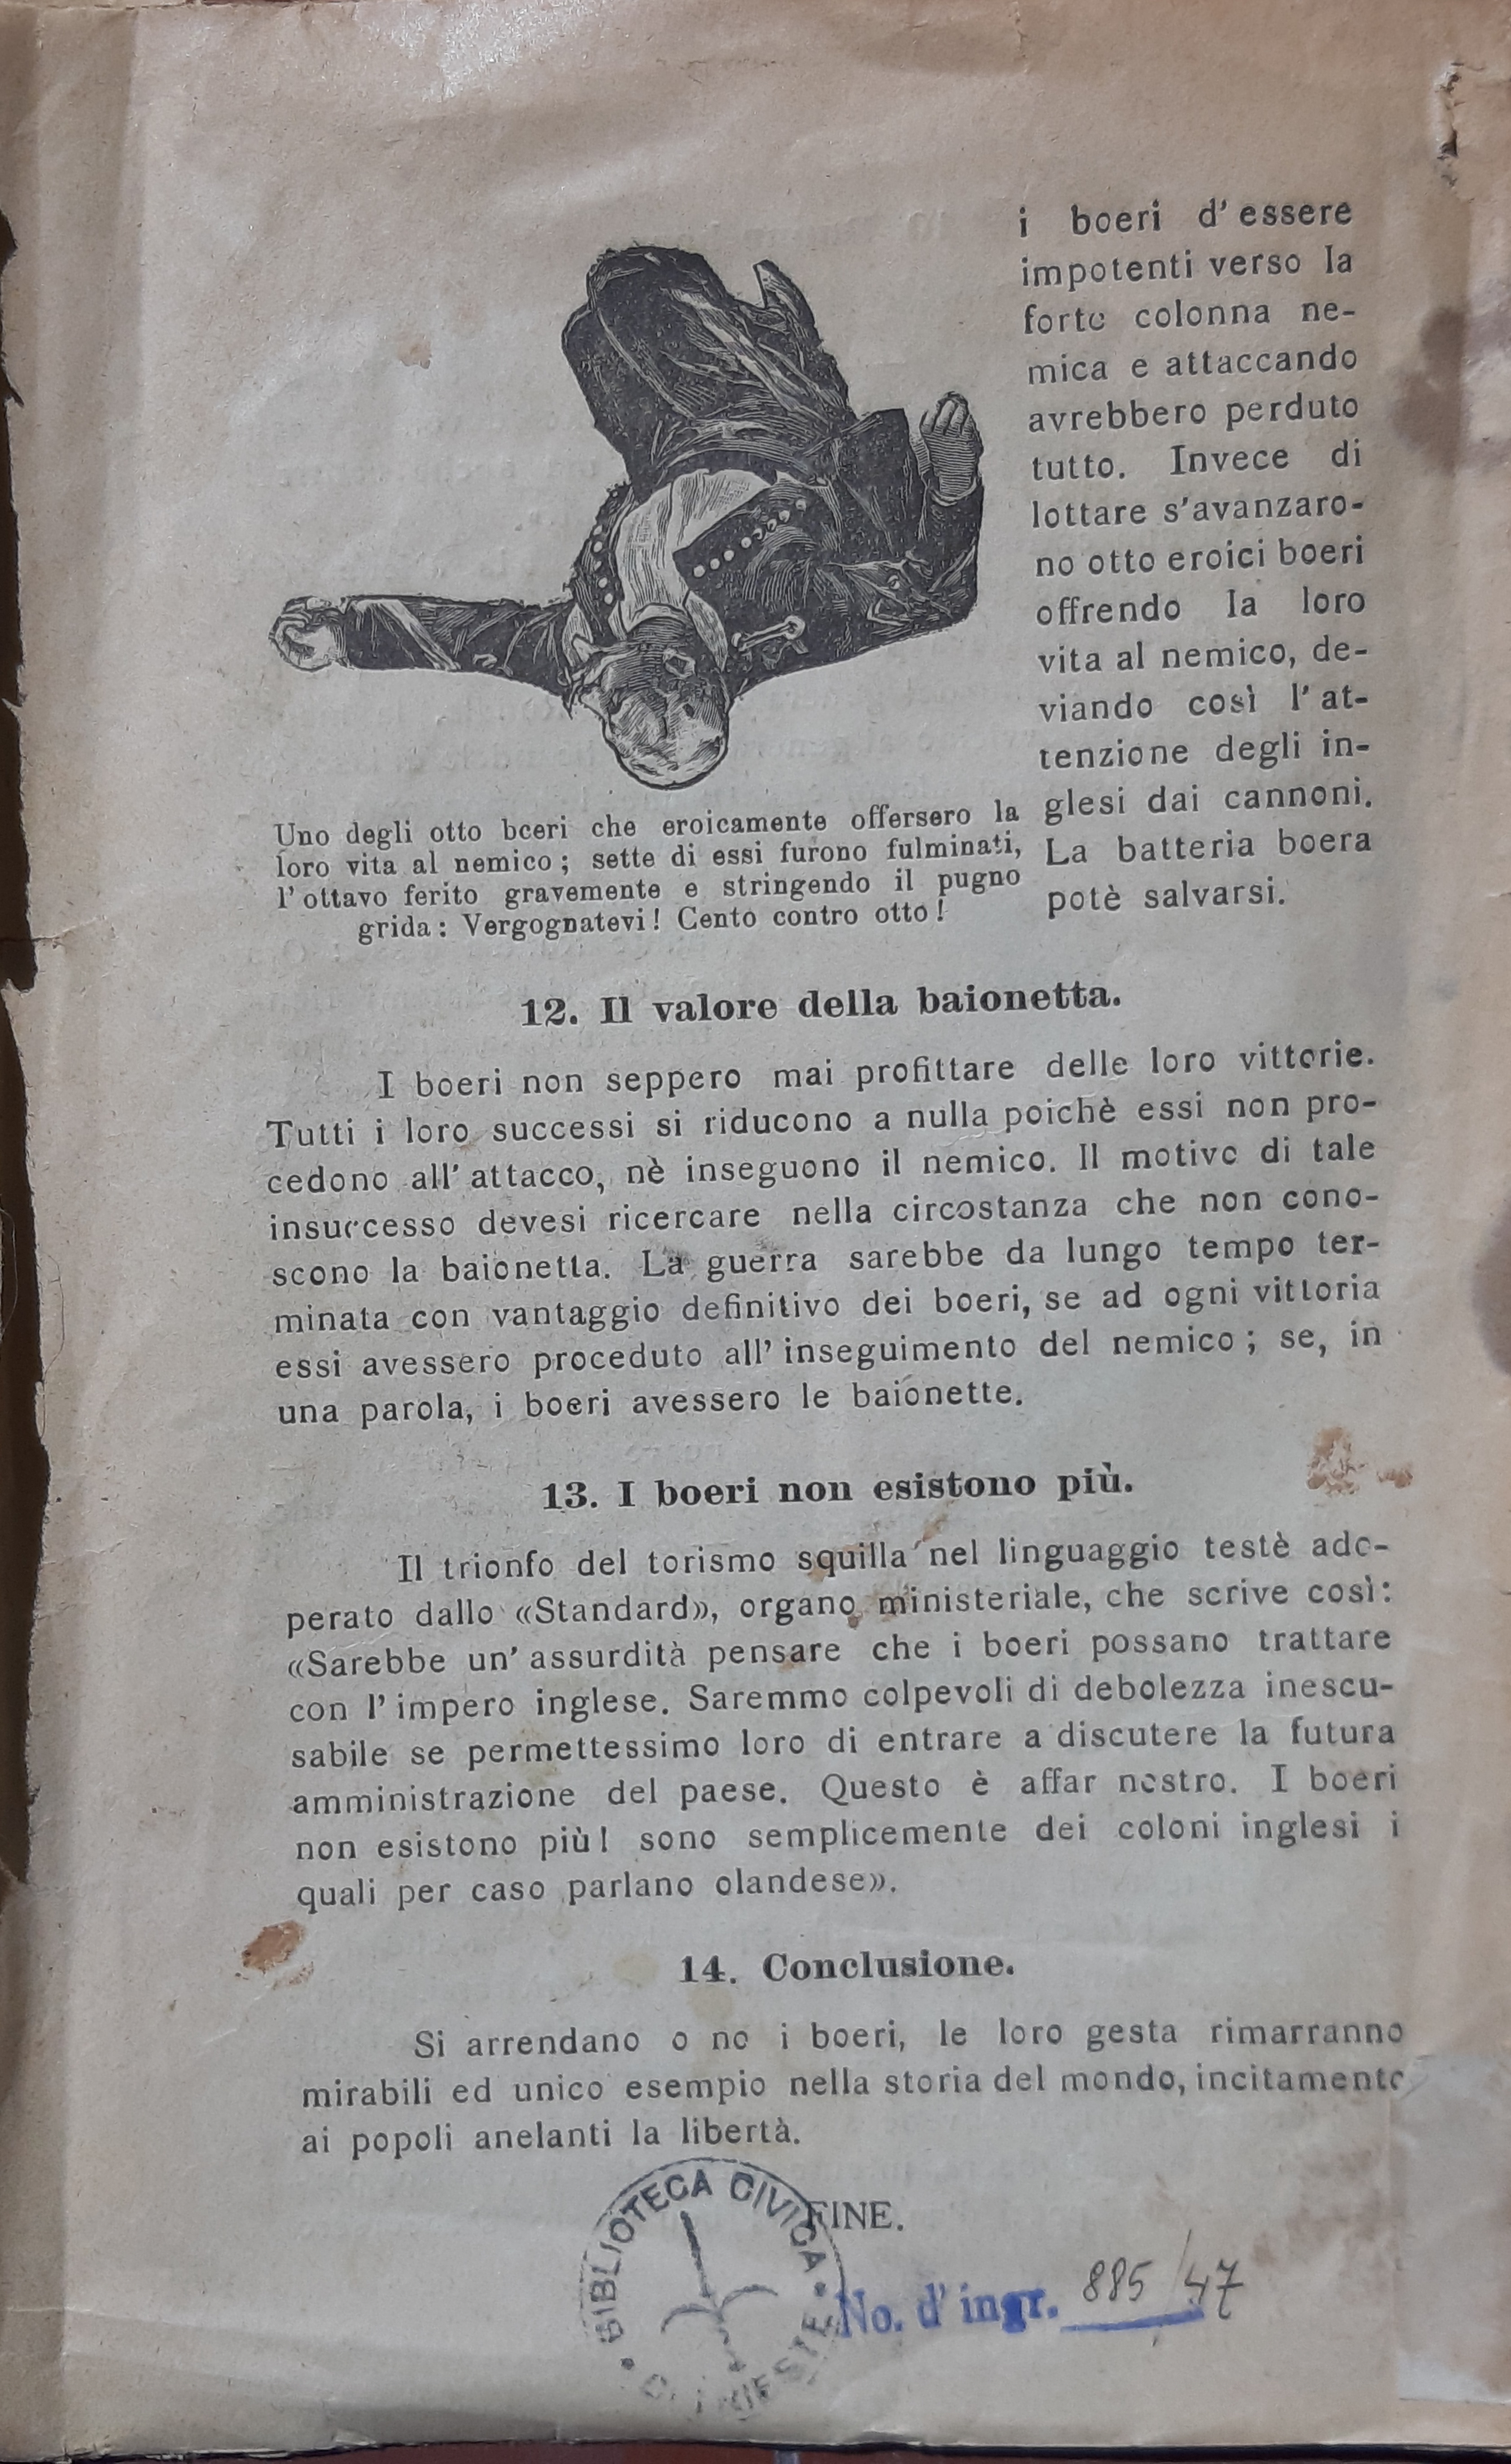 i boeri d'essere
impotenti verso la
forte colonna ne-
mica e attaccando
avrebbero perduto
tutto. Invece di
lottare s'avanzaro-
no otto eroici boeri
offrendo la loro
vita al nemico, de-
viando così l'at-
tenzione degli in-
glesi dai cannoni.
La batteria boera
potè salvarsi.
Uno degli otto boeri che eroicamente offersero la
loro vita al nemico; sette di essi furono fulminati,
l'ottavo ferito gravemente e stringendo il pugno
grida: Vergognatevi! Cento contro otto!
12. Il valore della baionetta.
I boeri non seppero mai profittare delle loro vittorie.
Tutti i loro successi si riducono a nulla poichè essi non pro-
cedono all'attacco, nè inseguono il nemico. Il motivo di tale
insuccesso devesi ricercare nella circostanza che non cono-
scono la baionetta. La guerra sarebbe da lungo tempo ter-
minata con vantaggio definitivo dei boeri, se ad ogni vittoria
essi avessero proceduto all'inseguimento del nemico; se, in
una parola, i boeri avessero le baionette.
13. I boeri non esistono più.
Il trionfo del torismo squilla nel linguaggio testè ado-
perato dallo «Standard», organo ministeriale, che scrive così:
«Sarebbe un'assurdità pensare che i boeri possano trattare
con l'impero inglese. Saremmo colpevoli di debolezza inescu-
sabile se permettessimo loro di entrare a discutere la futura
amministrazione del paese. Questo è affar nostro. I boeri
non esistono più! sono semplicemente dei coloni inglesi i
quali per caso parlano olandese».
14. Conclusione.
Si arrendano o no i boeri, le loro gesta rimarranno
mirabili ed unico esempio nella storia del mondo, incitamento
ai popoli anelanti la libertà.
FINE.
BIBLIOTECA CIVICA • DI TRIESTE •
No. d'ingr. 885/47